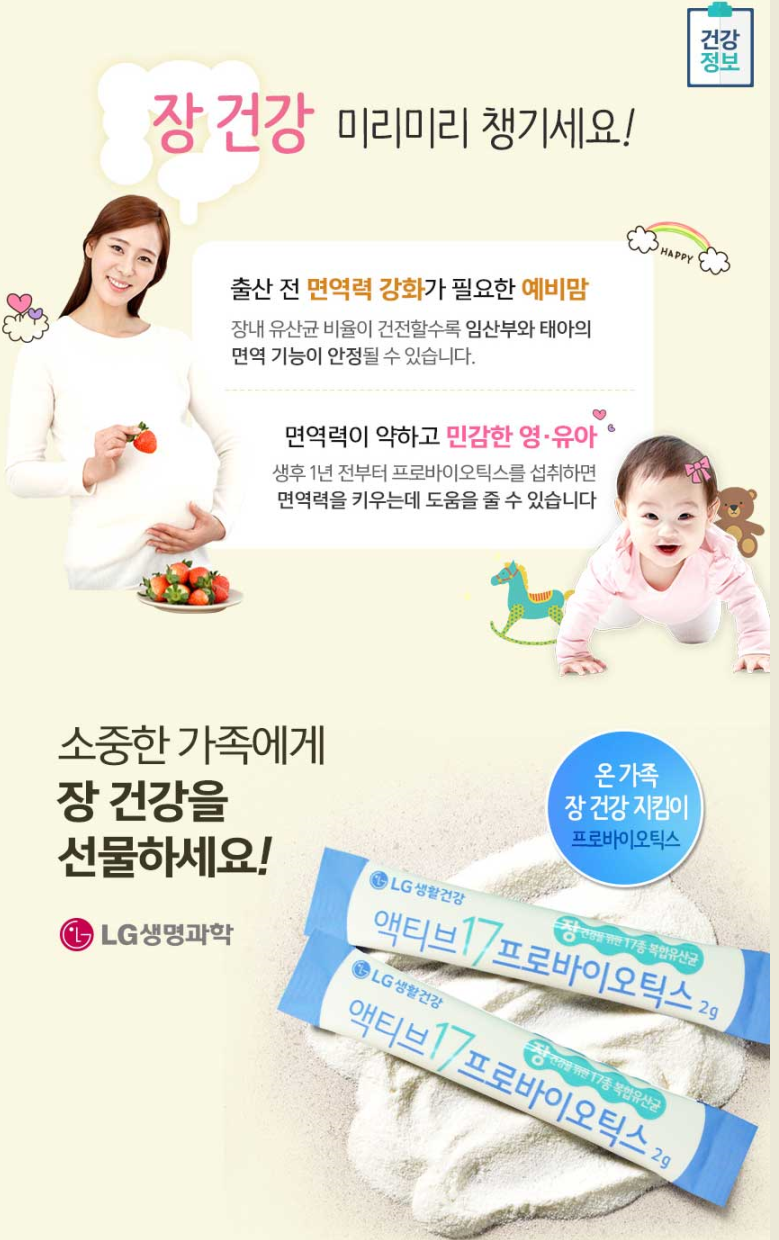 건강
정보
장 건강 미리미리 챙기세요!
HAPPY
출산 전 면역력 강화가 필요한 예비맘
장내 유산균 비율이 건전할수록 임산부와 태아의
면역 기능이 안정될 수 있습니다.
면역력이 약하고 민감한 영·유아
생후 1년 전부터 프로바이오틱스를 섭취하면
면역력을 키우는데 도움을 줄 수 있습니다
소중한 가족에게
장 건강을
선물하세요!
LG생명과학
온 가족
장 건강 지킴이
프로바이오틱스
LG생활건강
액티브17프로바이오틱스 2g
장 건강을 위한 17종 복합유산균
LG생활건강
액티브17프로바이오틱스 2g
장 건강을 위한 17종 복합유산균